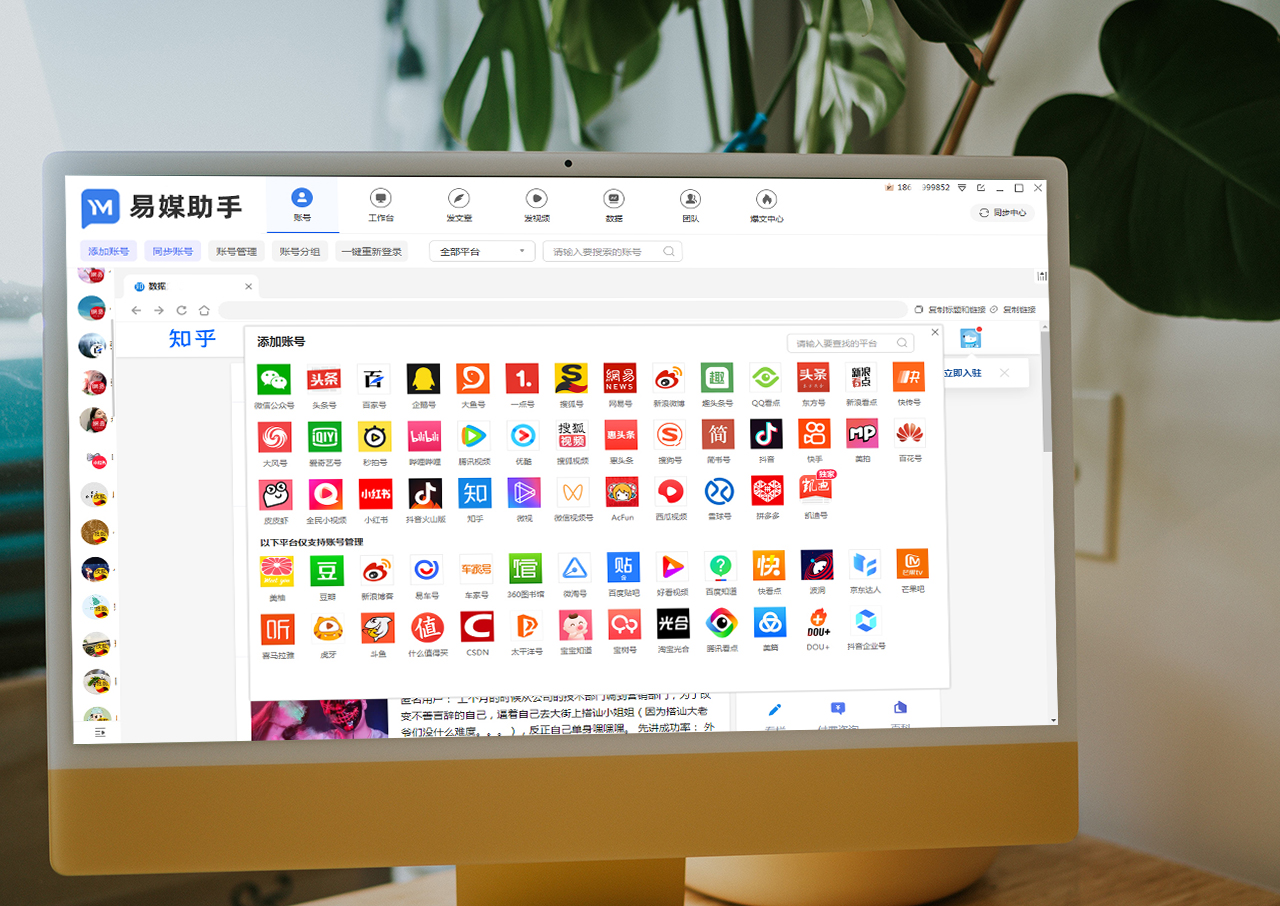 易媒助手
账号 工作台 发文章 发视频 数据 团队 爆文中心
186 999852
同步中心
添加账号 同步账号 账号管理 账号分组 一键重新登录 全部平台 请输入要搜索的账号
数据
复制标题和链接 复制链接
知乎
添加账号 请输入要查找的平台
立即入驻
微信公众号 头条号 百家号 企鹅号 大鱼号 一点号 搜狐号 网易号 新浪微博 趣头条号 QQ看点 东方号 新浪看点 快传号
大风号 爱奇艺号 秒拍号 哔哩哔哩 腾讯视频 优酷 搜狐视频 惠头条 搜狗号 简书号 抖音 快手 美拍 百花号
独家
皮皮虾 全民小视频 小红书 抖音火山版 知乎 微视 微信视频号 AcFun 西瓜视频 雪球号 拼多多 凯迪号
以下平台仅支持账号管理
美柚 豆瓣 新浪博客 易车号 车家号 360图书馆 微淘号 百度贴吧 好看视频 百度知道 快看点 波洞 京东达人 芒果吧
喜马拉雅 虎牙 斗鱼 什么值得买 CSDN 太平洋号 宝宝知道 宝树号 淘宝光合 腾讯看点 美篇 DOU+ 抖音企业号
匿名用户： 上个月的时候从公司的技术部门调到营销部门，为了改
变不善言辞的自己，逼着自己去大街上搭讪小姐姐（因为搭讪大老
爷们没什么难度。。。），反正自己单身嘿嘿嘿。 先讲成功率： 外